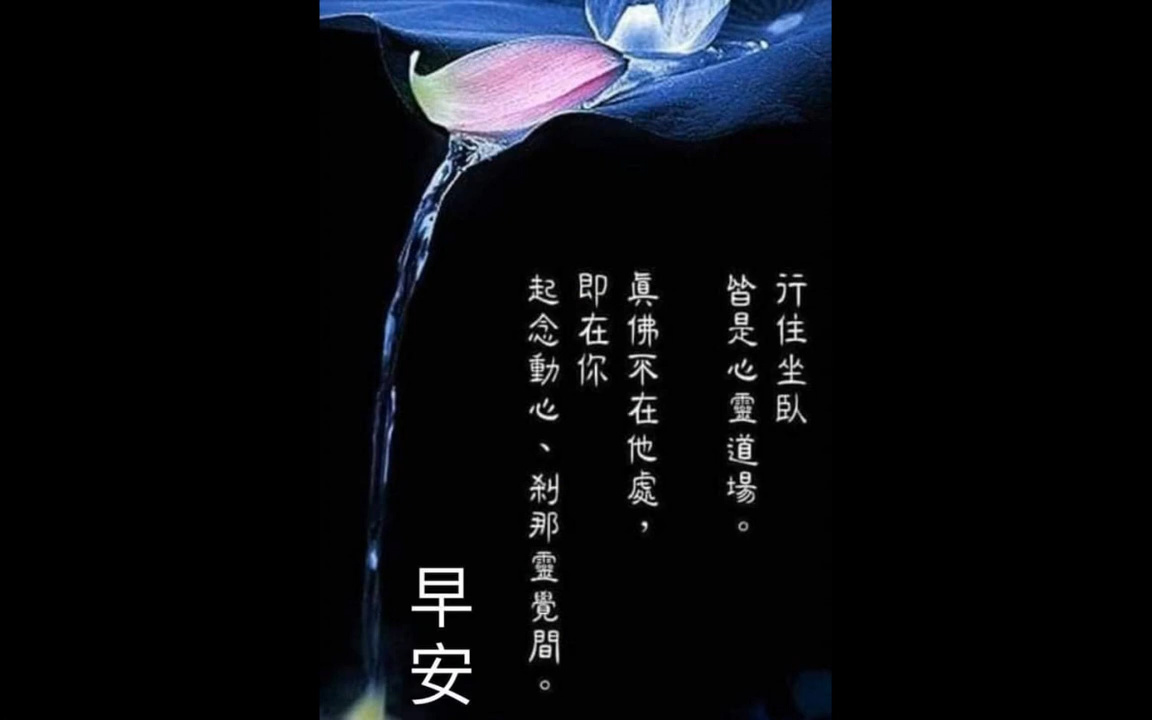 行住坐臥
皆是心靈道場。
眞佛不在他處，
即在你
起念動心、剎那靈覺間。
早安